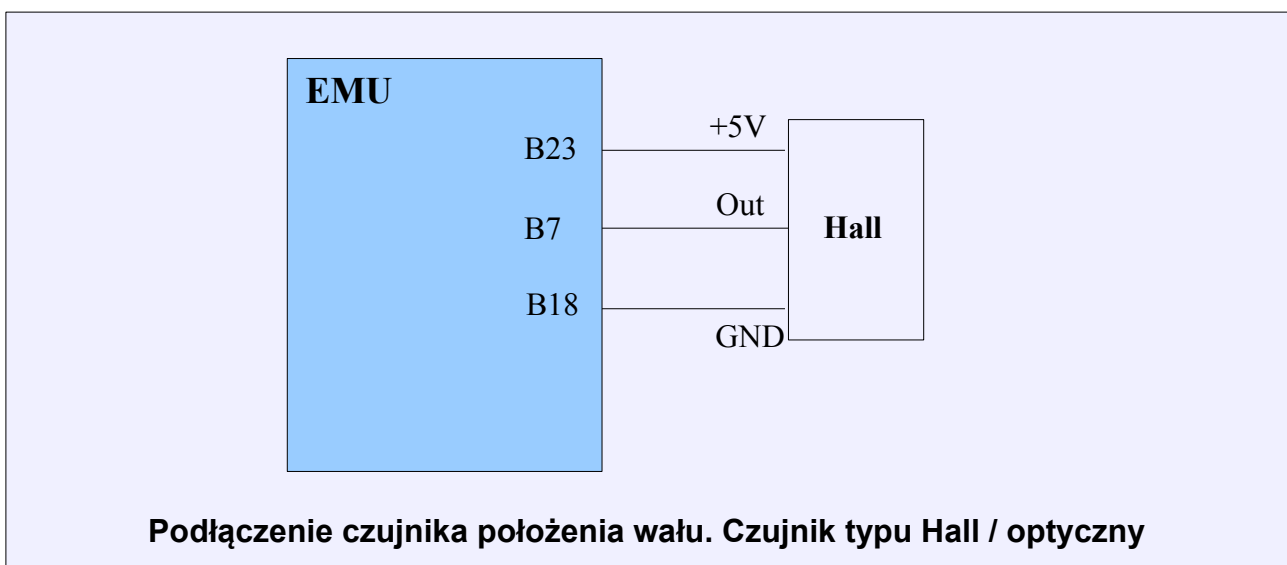 EMU
B23
+5V
B7
Out
Hall
B18
GND
Podłączenie czujnika położenia wału. Czujnik typu Hall / optyczny